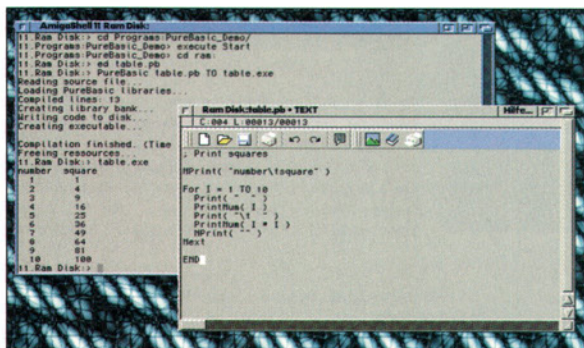 AmigaShell11 Ram Disk:
11.Ram Disk:> cd Programs:PureBasic_Demo/
11.Programs:PureBasic_Demo> execute Start
11.Programs:PureBasic_Demo> cd ram:
11.Ram Disk:> ed table.pb
11.Ram Disk:> PureBasic table.pb TO table.exe
Reading source file...
Loading PureBasic libraries...
Compiled lines: 13
Creating library bank...
Writing code to disk...
Creating executable...
Compilation finished. (Time
Freeing ressources...
11.Ram Disk:> table.exe
number square
1 1
2 4
3 9
4 16
5 25
6 36
7 49
8 64
9 81
10 100
11.Ram Disk:>
Ram Disk:table.pb • TEXT Hilfe...
C:004 L:00013/00013
; Print squares
NPrint( "number\tsquare" )
For I = 1 TO 10
Print( " " )
PrintNum( I )
Print( "\t " )
PrintNum( I * I )
NPrint( "" )
Next
END